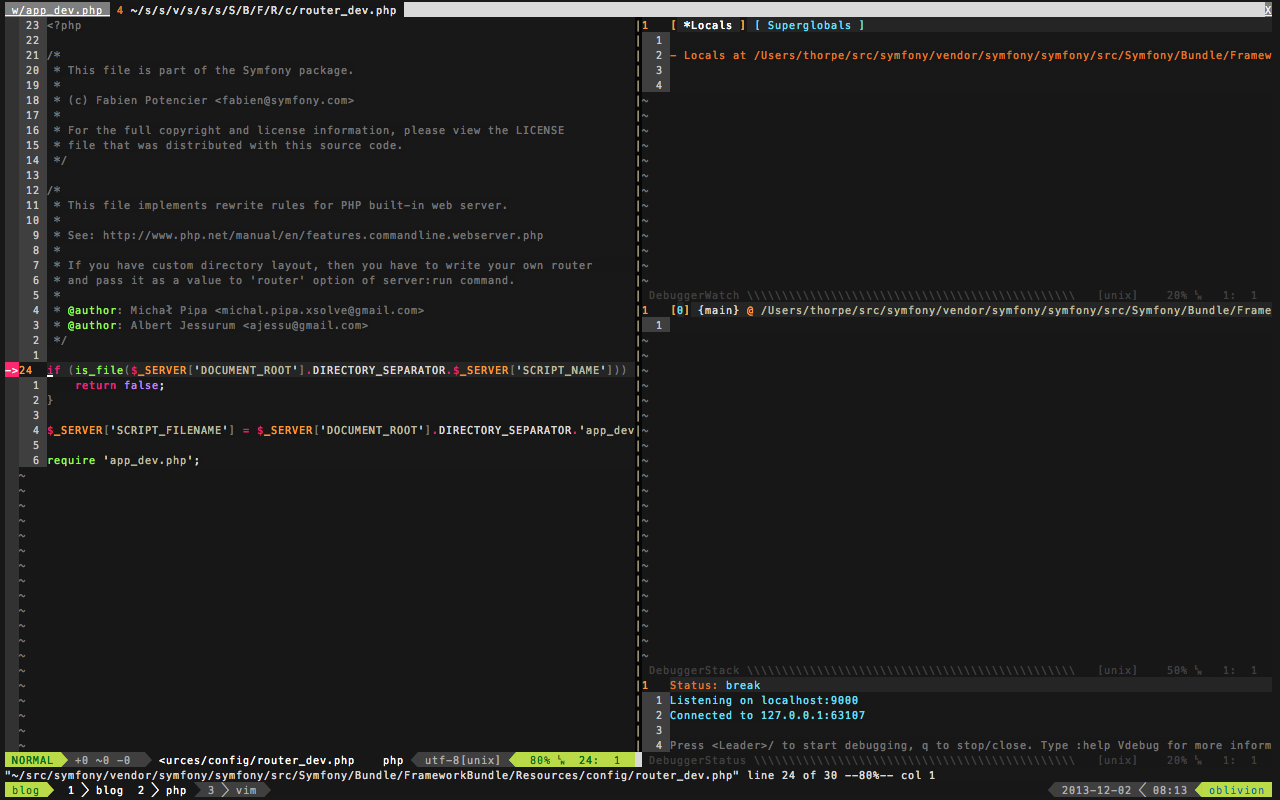 w/app_dev.php  4 ~/s/s/v/s/s/s/S/B/F/R/c/router_dev.php X
23 <?php
22
21 /*
20  * This file is part of the Symfony package.
19  *
18  * (c) Fabien Potencier <fabien@symfony.com>
17  *
16  * For the full copyright and license information, please view the LICENSE
15  * file that was distributed with this source code.
14  */
13
12 /*
11  * This file implements rewrite rules for PHP built-in web server.
10  *
9  * See: http://www.php.net/manual/en/features.commandline.webserver.php
8  *
7  * If you have custom directory layout, then you have to write your own router
6  * and pass it as a value to 'router' option of server:run command.
5  *
4  * @author: Michał Pipa <michal.pipa.xsolve@gmail.com>
3  * @author: Albert Jessurum <ajessu@gmail.com>
2  */
1
->24 if (is_file($_SERVER['DOCUMENT_ROOT'].DIRECTORY_SEPARATOR.$_SERVER['SCRIPT_NAME']))
1     return false;
2 }
3
4 $_SERVER['SCRIPT_FILENAME'] = $_SERVER['DOCUMENT_ROOT'].DIRECTORY_SEPARATOR.'app_dev
5
6 require 'app_dev.php';
NORMAL +0 ~0 -0 <urces/config/router_dev.php php utf-8[unix] 80% ␤ 24: 1
1 [ *Locals ] [ Superglobals ]
1
2 - Locals at /Users/thorpe/src/symfony/vendor/symfony/symfony/src/Symfony/Bundle/Framew
3
4
DebuggerWatch \\\\\\\\\\\\\\\\\\\\\\\\\\\\\\\\\\\\\\\\\\\\\\\ [unix] 20% ␤ 1: 1
1 [0] {main} @ /Users/thorpe/src/symfony/vendor/symfony/symfony/src/Symfony/Bundle/Frame
1
DebuggerStack \\\\\\\\\\\\\\\\\\\\\\\\\\\\\\\\\\\\\\\\\\\\\\\ [unix] 50% ␤ 1: 1
1 Status: break
1 Listening on localhost:9000
2 Connected to 127.0.0.1:63107
3
4 Press <Leader>/ to start debugging, q to stop/close. Type :help Vdebug for more inform
DebuggerStatus \\\\\\\\\\\\\\\\\\\\\\\\\\\\\\\\\\\\\\\\\\\\\\ [unix] 20% ␤ 1: 1
"~/src/symfony/vendor/symfony/symfony/src/Symfony/Bundle/FrameworkBundle/Resources/config/router_dev.php" line 24 of 30 --80%-- col 1
blog 1 > blog 2 > php 3 > vim 2013-12-02 < 08:13 oblivion